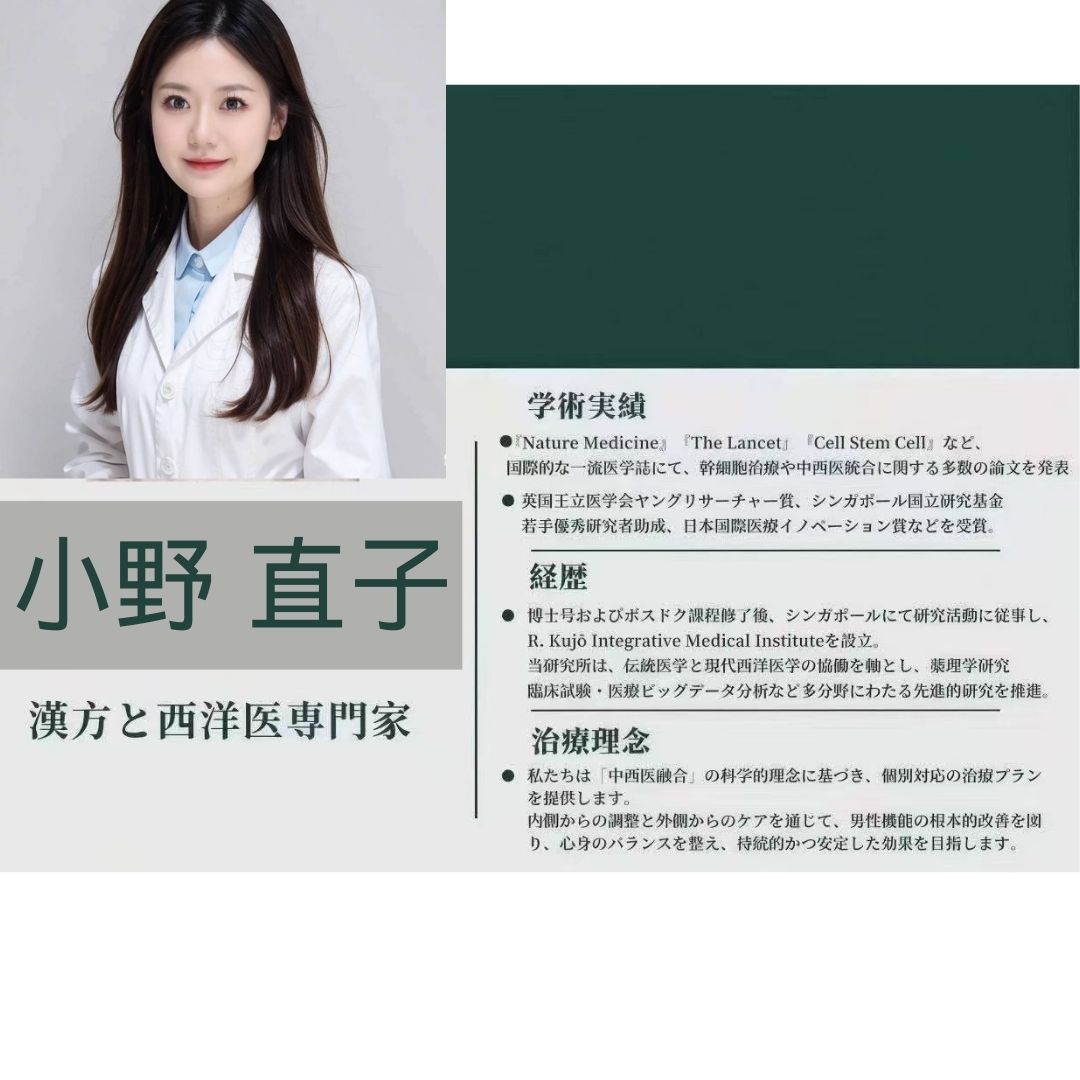 小野 直子
漢方と西洋医専門家
学術実績
●『Nature Medicine』『The Lancet」『Cell Stem Cell』など、
国際的な一流医学誌にて、幹細胞治療や中西医統合に関する多数の論文を発表
● 英国王立医学会ヤングリサーチャー賞、シンガポール国立研究基金
若手優秀研究者助成、日本国際医療イノベーション賞などを受賞。
経歴
● 博士号およびポスドク課程修了後、シンガポールにて研究活動に従事し、
R. Kujō Integrative Medical Instituteを設立。
当研究所は、伝統医学と現代西洋医学の協働を軸とし、薬理学研究
臨床試験・医療ビッグデータ分析など多分野にわたる先進的研究を推進。
治療理念
● 私たちは「中西医融合」の科学的理念に基づき、個別対応の治療プラン
を提供します。
内側からの調整と外側からのケアを通じて、男性機能の根本的改善を図
り、心身のバランスを整え、持続的かつ安定した効果を目指します。